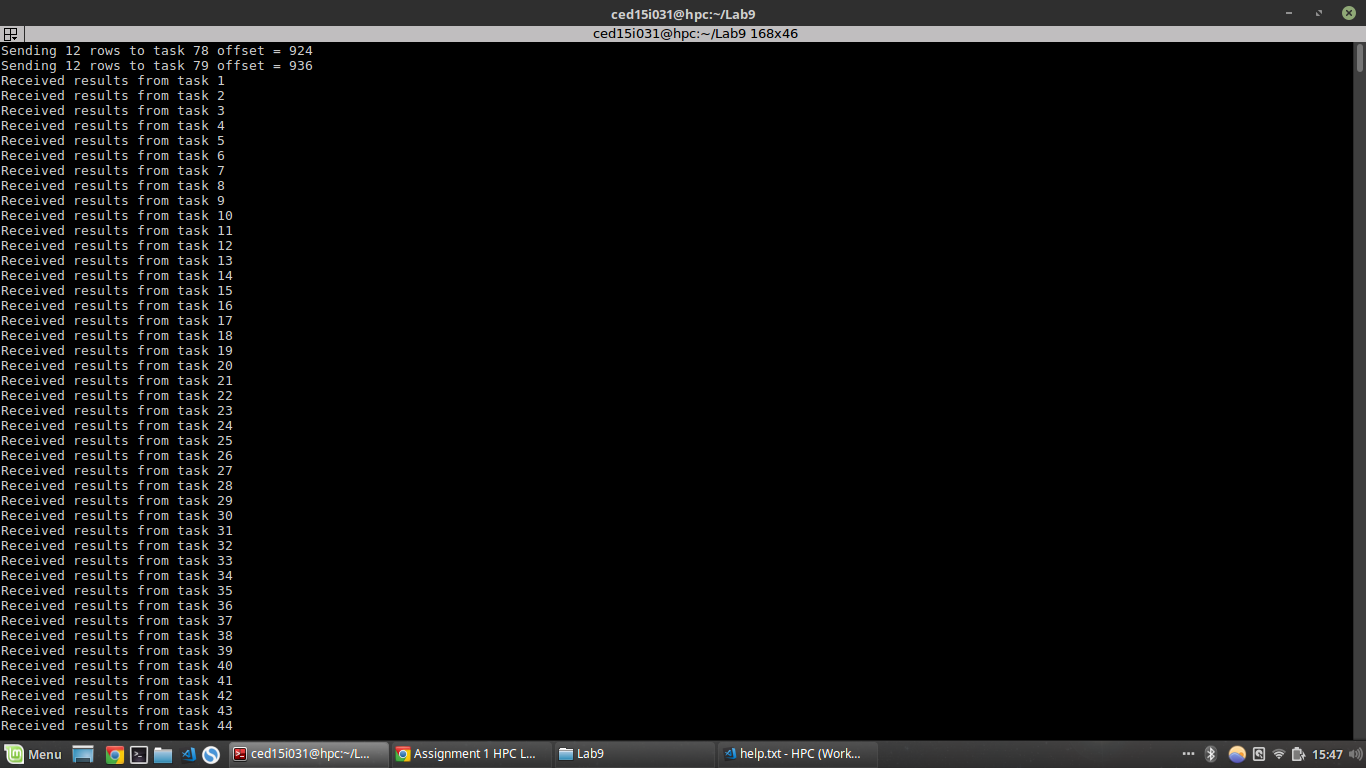 ced15i031@hpc:~/Lab9
ced15i031@hpc:~/Lab9 168x46
Sending 12 rows to task 78 offset = 924
Sending 12 rows to task 79 offset = 936
Received results from task 1
Received results from task 2
Received results from task 3
Received results from task 4
Received results from task 5
Received results from task 6
Received results from task 7
Received results from task 8
Received results from task 9
Received results from task 10
Received results from task 11
Received results from task 12
Received results from task 13
Received results from task 14
Received results from task 15
Received results from task 16
Received results from task 17
Received results from task 18
Received results from task 19
Received results from task 20
Received results from task 21
Received results from task 22
Received results from task 23
Received results from task 24
Received results from task 25
Received results from task 26
Received results from task 27
Received results from task 28
Received results from task 29
Received results from task 30
Received results from task 31
Received results from task 32
Received results from task 33
Received results from task 34
Received results from task 35
Received results from task 36
Received results from task 37
Received results from task 38
Received results from task 39
Received results from task 40
Received results from task 41
Received results from task 42
Received results from task 43
Received results from task 44
Menu ced15i031@hpc:~/L... Assignment 1 HPC L... Lab9 help.txt - HPC (Work... 15:47